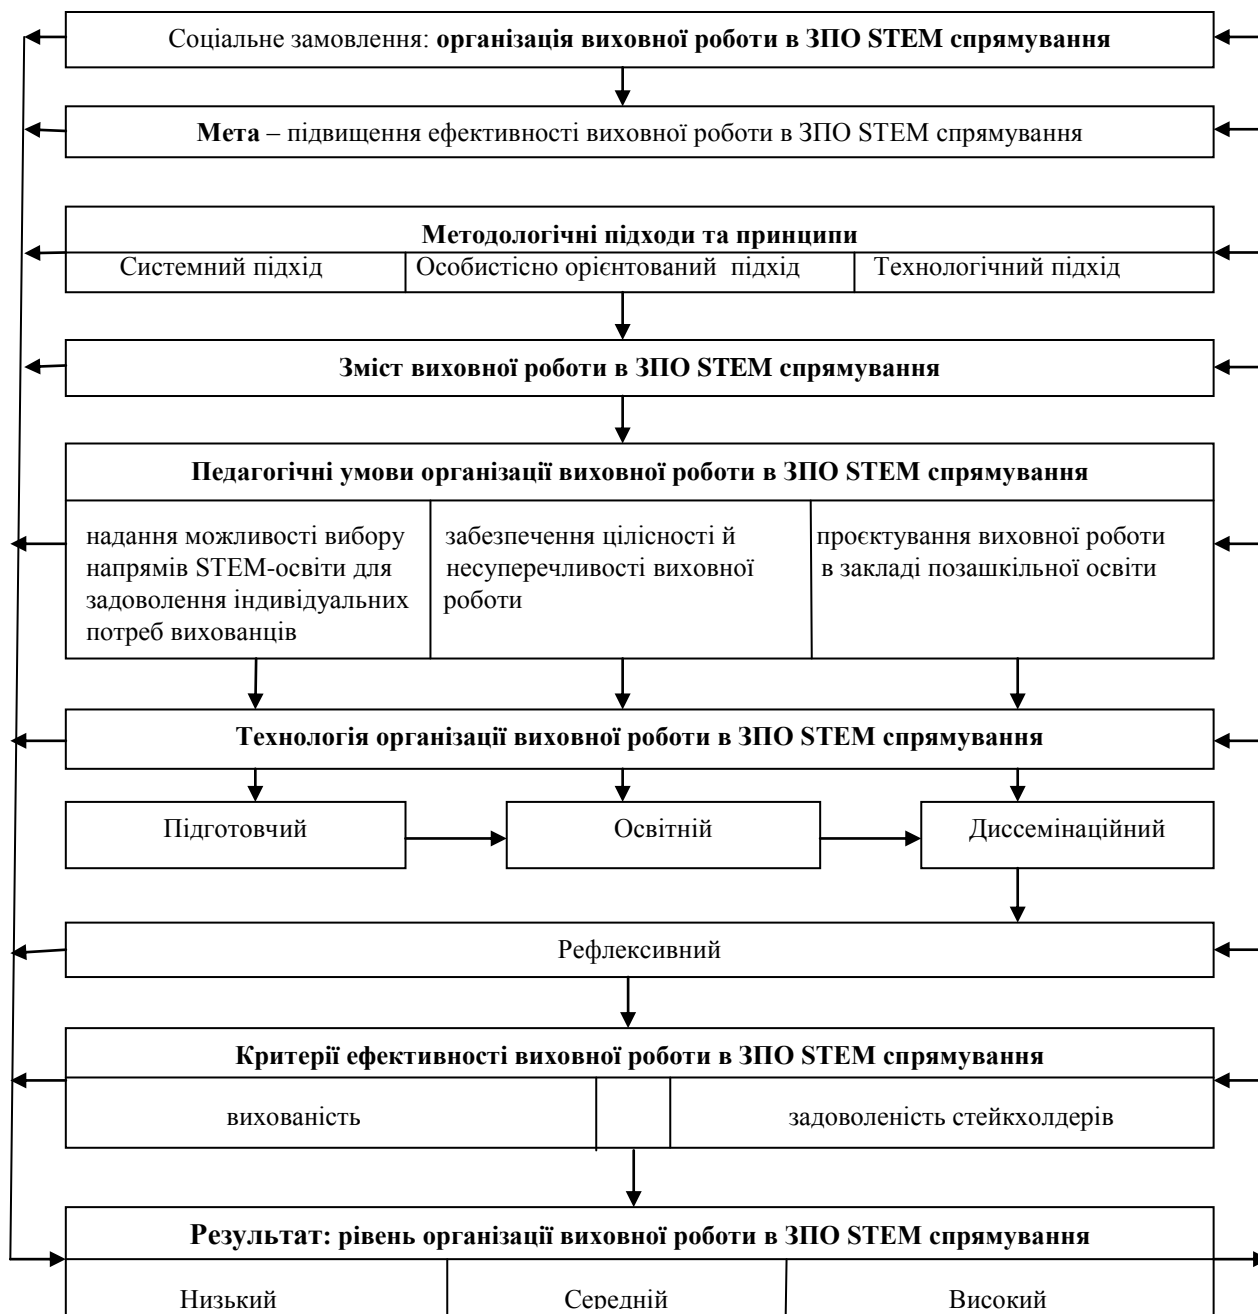 Соціальне замовлення: організація виховної роботи в ЗПО STEM спрямування
Мета – підвищення ефективності виховної роботи в ЗПО STEM спрямування
Методологічні підходи та принципи
Системний підхід
Особистісно орієнтований підхід
Технологічний підхід
Зміст виховної роботи в ЗПО STEM спрямування
Педагогічні умови організації виховної роботи в ЗПО STEM спрямування
надання можливості вибору
напрямів STEM-освіти для
задоволення індивідуальних
потреб вихованців
забезпечення цілісності й
несуперечливості виховної
роботи
проєктування виховної роботи
в закладі позашкільної освіти
Технологія організації виховної роботи в ЗПО STEM спрямування
Підготовчий
Освітній
Диссемінаційний
Рефлексивний
Критерії ефективності виховної роботи в ЗПО STEM спрямування
вихованість
задоволеність стейкхолдерів
Результат: рівень організації виховної роботи в ЗПО STEM спрямування
Низький
Середній
Високий